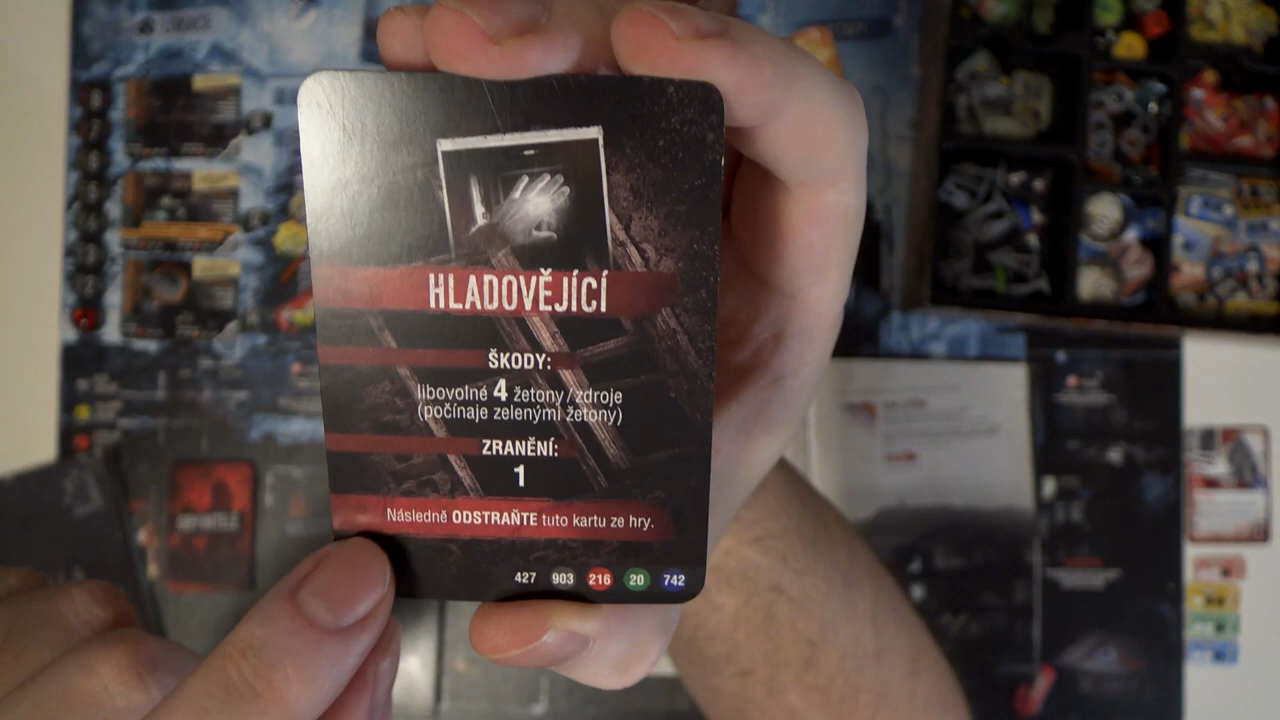 HLADOVĚJÍCÍ
ŠKODY:
libovolné 4 žetony/zdroje
(počínaje zelenými žetony)
ZRANĚNÍ:
1
Následně ODSTRAŇTE tuto kartu ze hry.
427 903 216 20 742